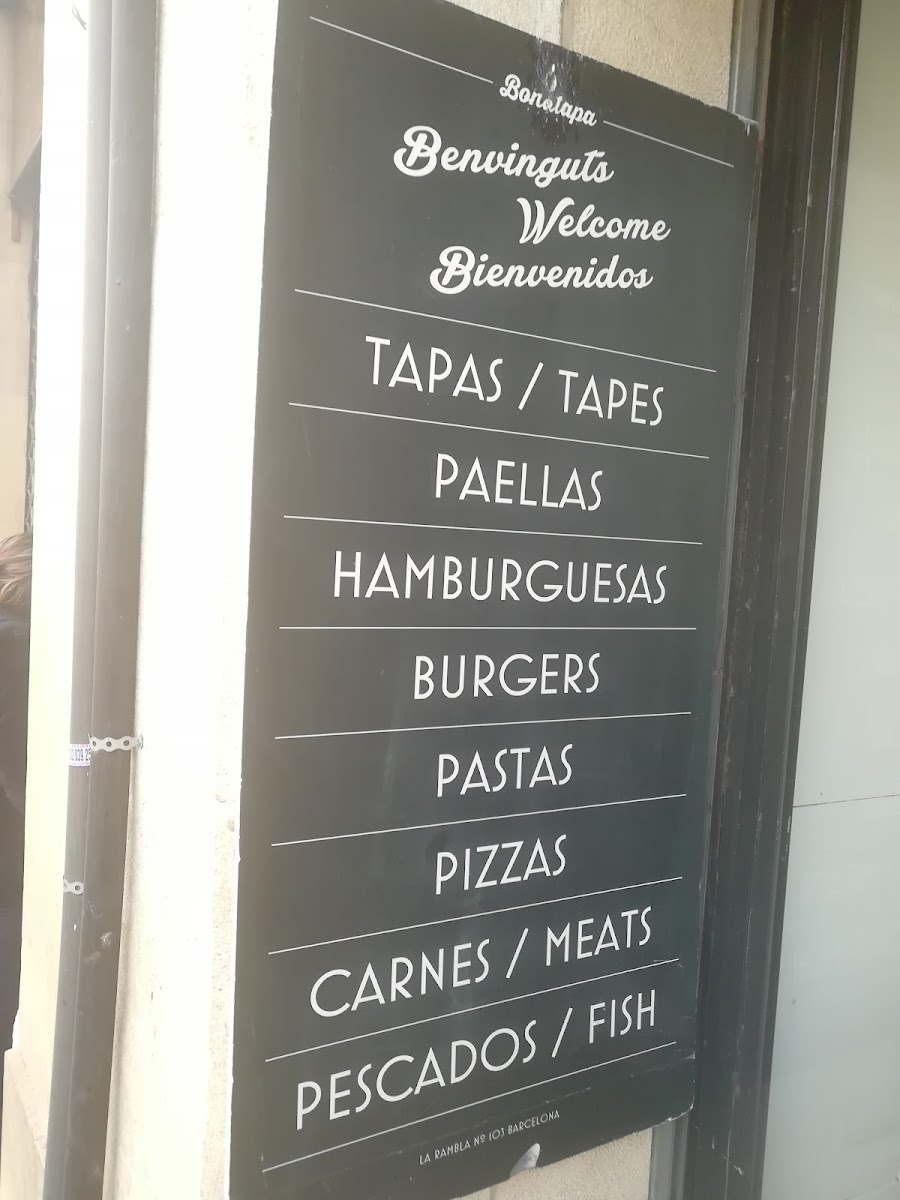 Bonatapa
Benvinguts
Welcome
Bienvenidos
TAPAS / TAPES
PAELLAS
HAMBURGUESAS
BURGERS
PASTAS
PIZZAS
CARNES / MEATS
PESCADOS / FISH
LA RAMBLA Nº 103 BARCELONA